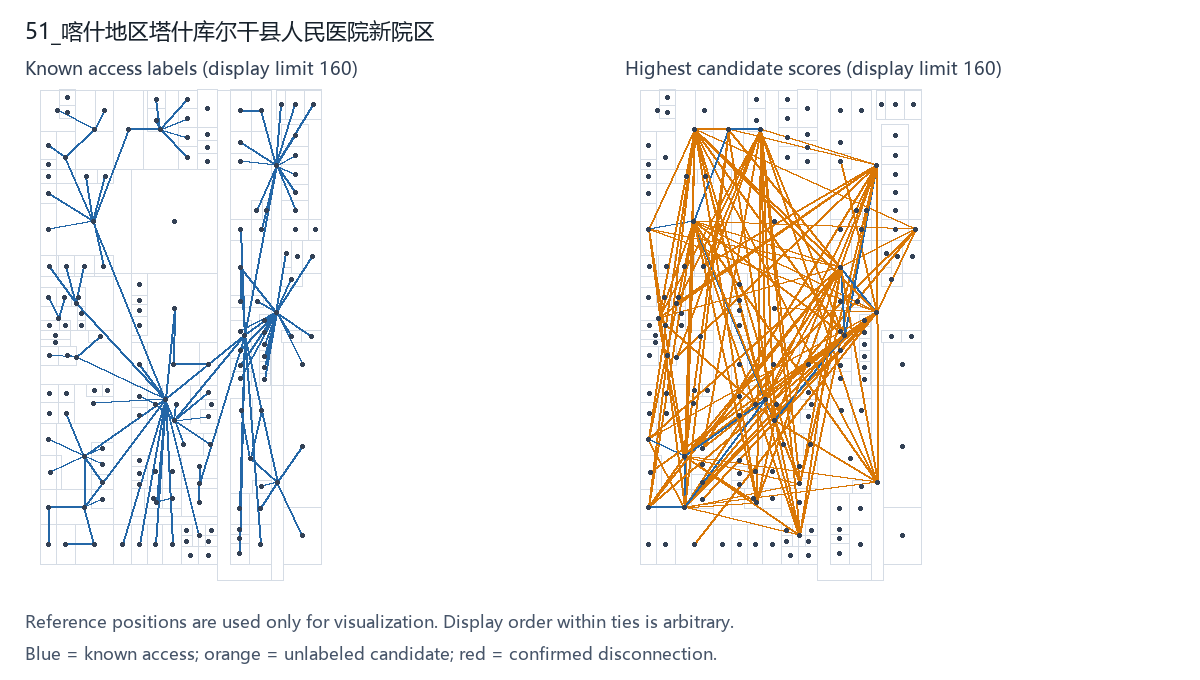 51_喀什地区塔什库尔干县人民医院新院区
Known access labels (display limit 160)
Highest candidate scores (display limit 160)
Reference positions are used only for visualization. Display order within ties is arbitrary.
Blue = known access; orange = unlabeled candidate; red = confirmed disconnection.